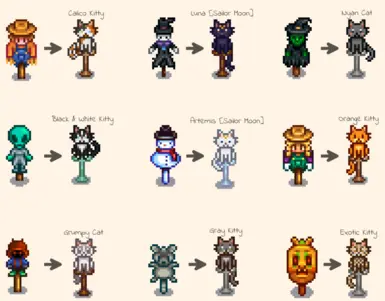 Calico Kitty
Luna [Sailor Moon]
Nyan Cat
Black & White Kitty
Artemis [Sailor Moon]
Orange Kitty
Grumpy Cat
Gray Kitty
Exotic Kitty